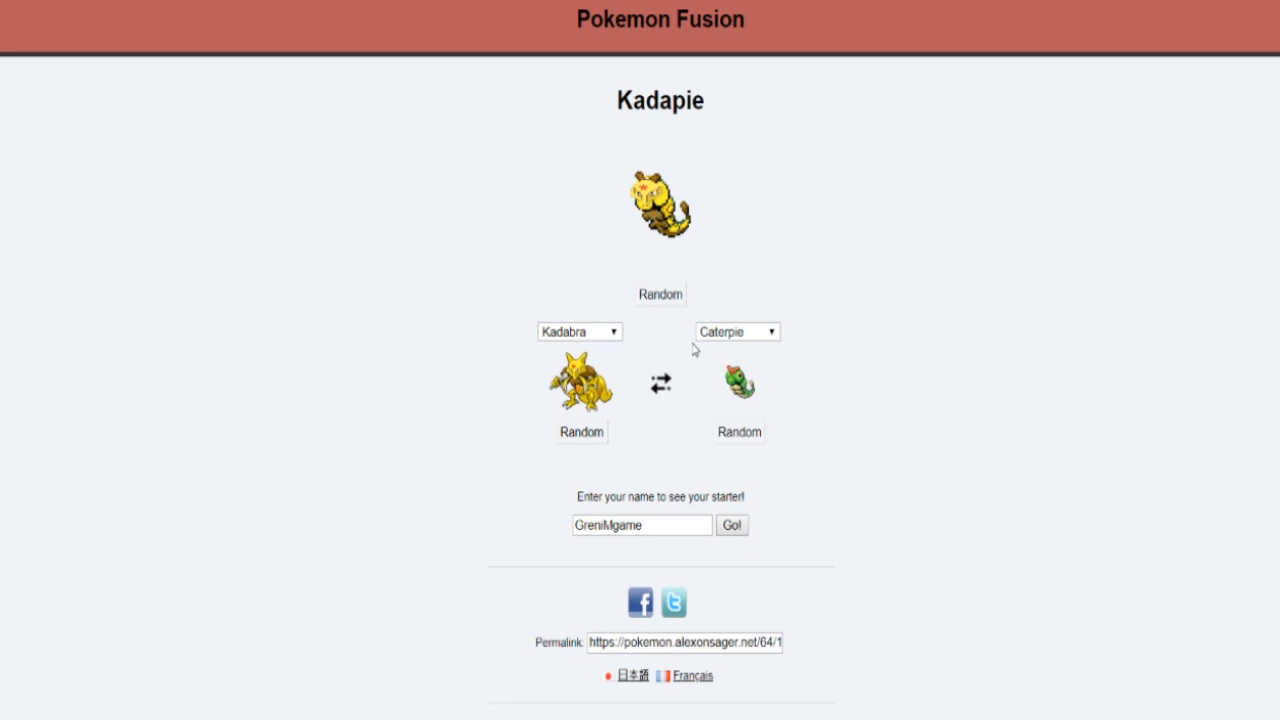 Pokemon Fusion
Kadapie
Random
Kadabra
Caterpie
Random
Random
Enter your name to see your starter!
GreniMgame
Go!
Permalink: https://pokemon.alexonsager.net/64/1
日本語 Français